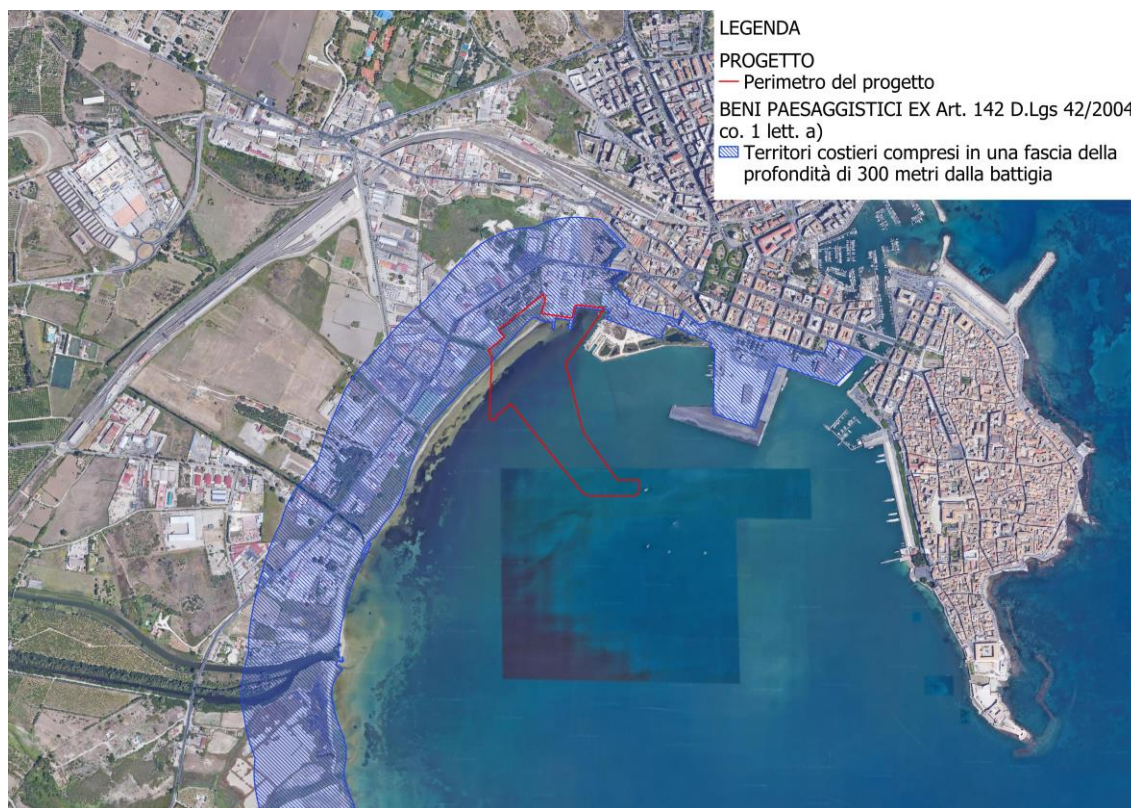 LEGENDA
PROGETTO
Perimetro del progetto
BENI PAESAGGISTICI EX Art. 142 D.Lgs 42/2004
co. 1 lett. a)
Territori costieri compresi in una fascia della
profondità di 300 metri dalla battigia